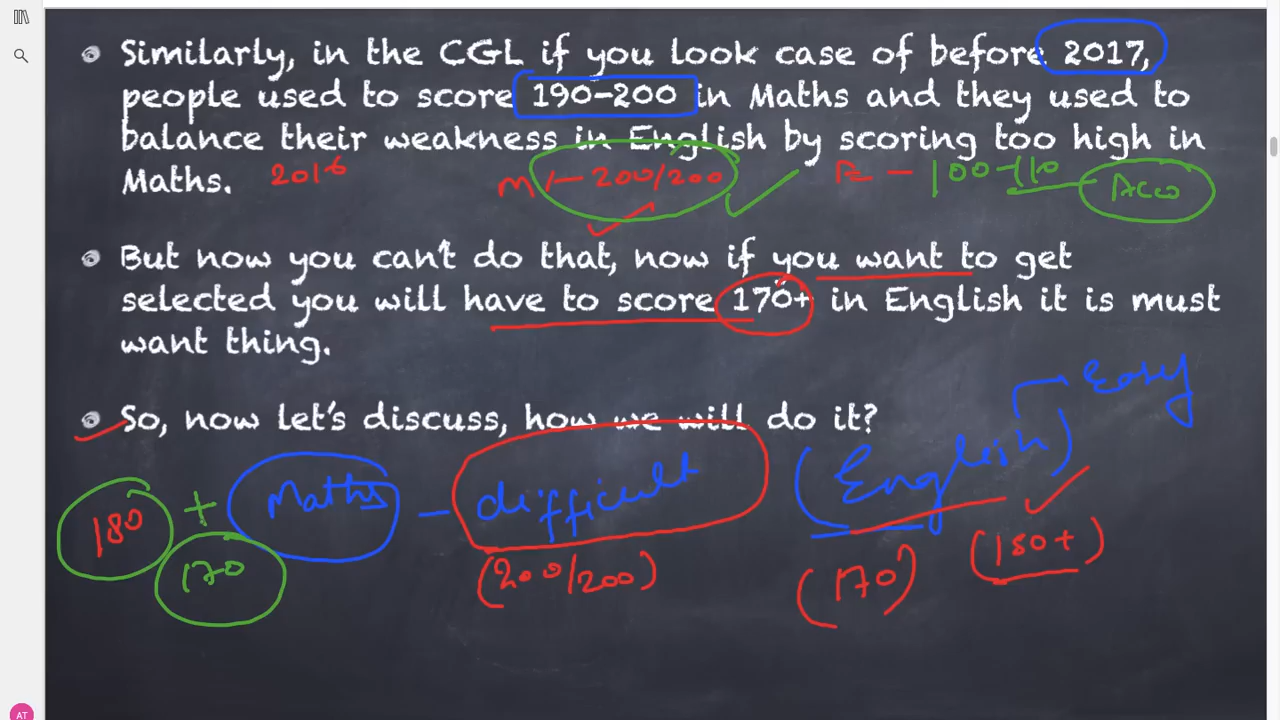 Similarly, in the CGL if you look case of before 2017,
people used to score 190-200 in Maths and they used to
balance their weakness in English by scoring too high in
Maths. 2016 m - 200/200 E - 100-110
But now you can't do that, now if you want to get
selected you will have to score 170+ in English it is must
want thing.
Easy
So, now let's discuss, how we will do it?
180 + Maths - difficult (English)
170 (200/200) (170) (180+)
AT